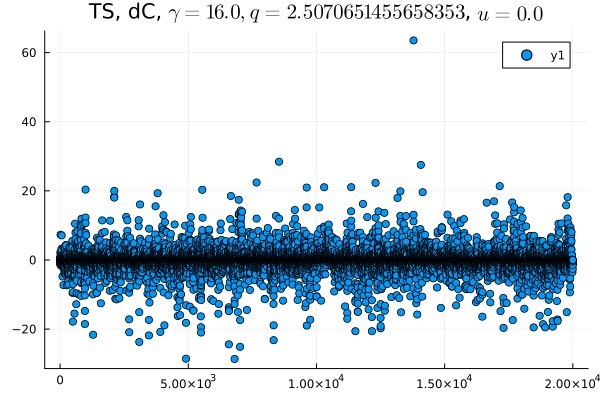 TS, dC, γ = 16.0, q = 2.5070651455658353, u = 0.0
y1
60
40
20
0
−20
0 5.00×10³ 1.00×10⁴ 1.50×10⁴ 2.00×10⁴